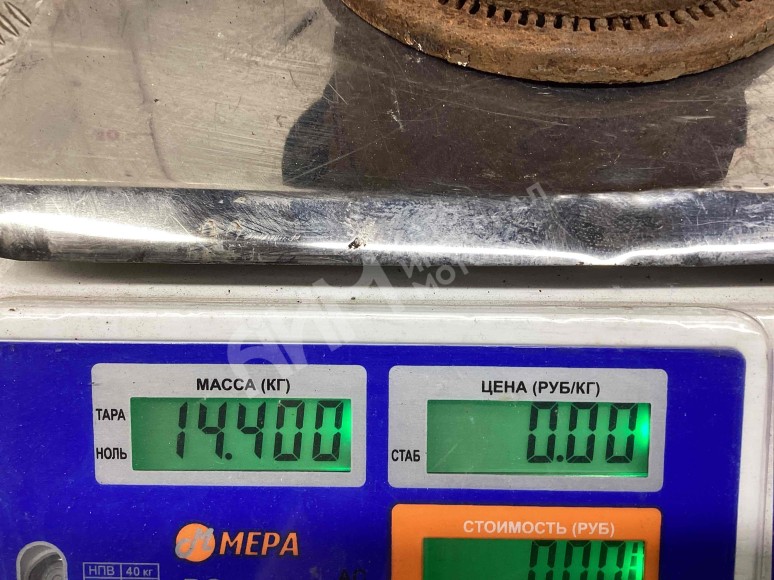 МАССА (КГ)
ЦЕНА (РУБ/КГ)
ТАРА
НОЛЬ
14.400
СТАБ
0.00
СТОИМОСТЬ (РУБ)
МЕРА
НПВ 40 кг